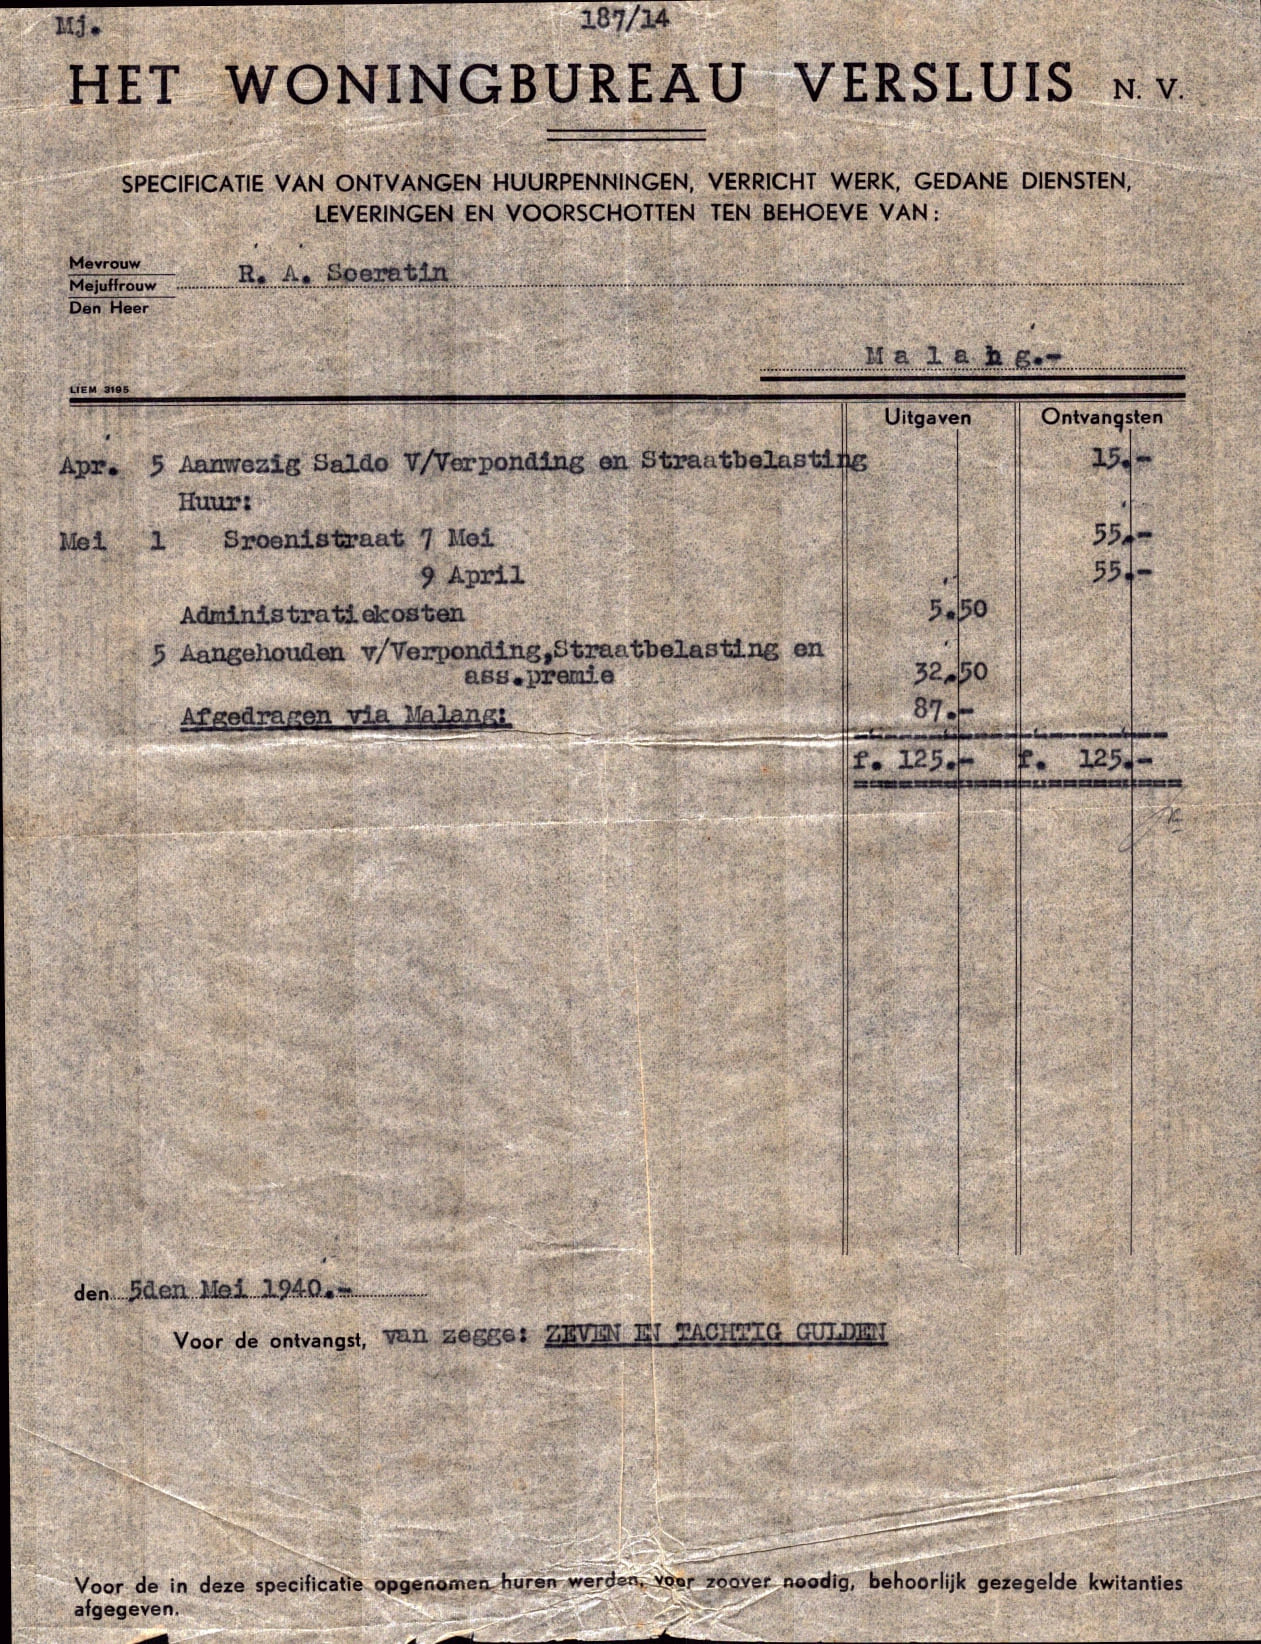 Mj. 187/14
HET WONINGBUREAU VERSLUIS N. V.
SPECIFICATIE VAN ONTVANGEN HUURPENNINGEN, VERRICHT WERK, GEDANE DIENSTEN,
LEVERINGEN EN VOORSCHOTTEN TEN BEHOEVE VAN:
Mevrouw
Mejuffrouw R. A. Soeratin
Den Heer
Malahg.-
LIEM 3195
Uitgaven Ontvangsten
Apr. 5 Aanwezig Saldo V/Verponding en Straatbelasting 15.-
Huur:
Mei 1 Sroenistraat 7 Mei 55.-
9 April 55.-
Administratiekosten 5.50
5 Aangehouden v/Verponding,Straatbelasting en
ass.premie 32.50
Afgedragen via Malang: 87.-
f. 125.- f. 125.-
den 5den Mei 1940.-
Voor de ontvangst, van zegge: ZEVEN EN TACHTIG GULDEN
Voor de in deze specificatie opgenomen huren werden, voor zoover noodig, behoorlijk gezegelde kwitanties
afgegeven.